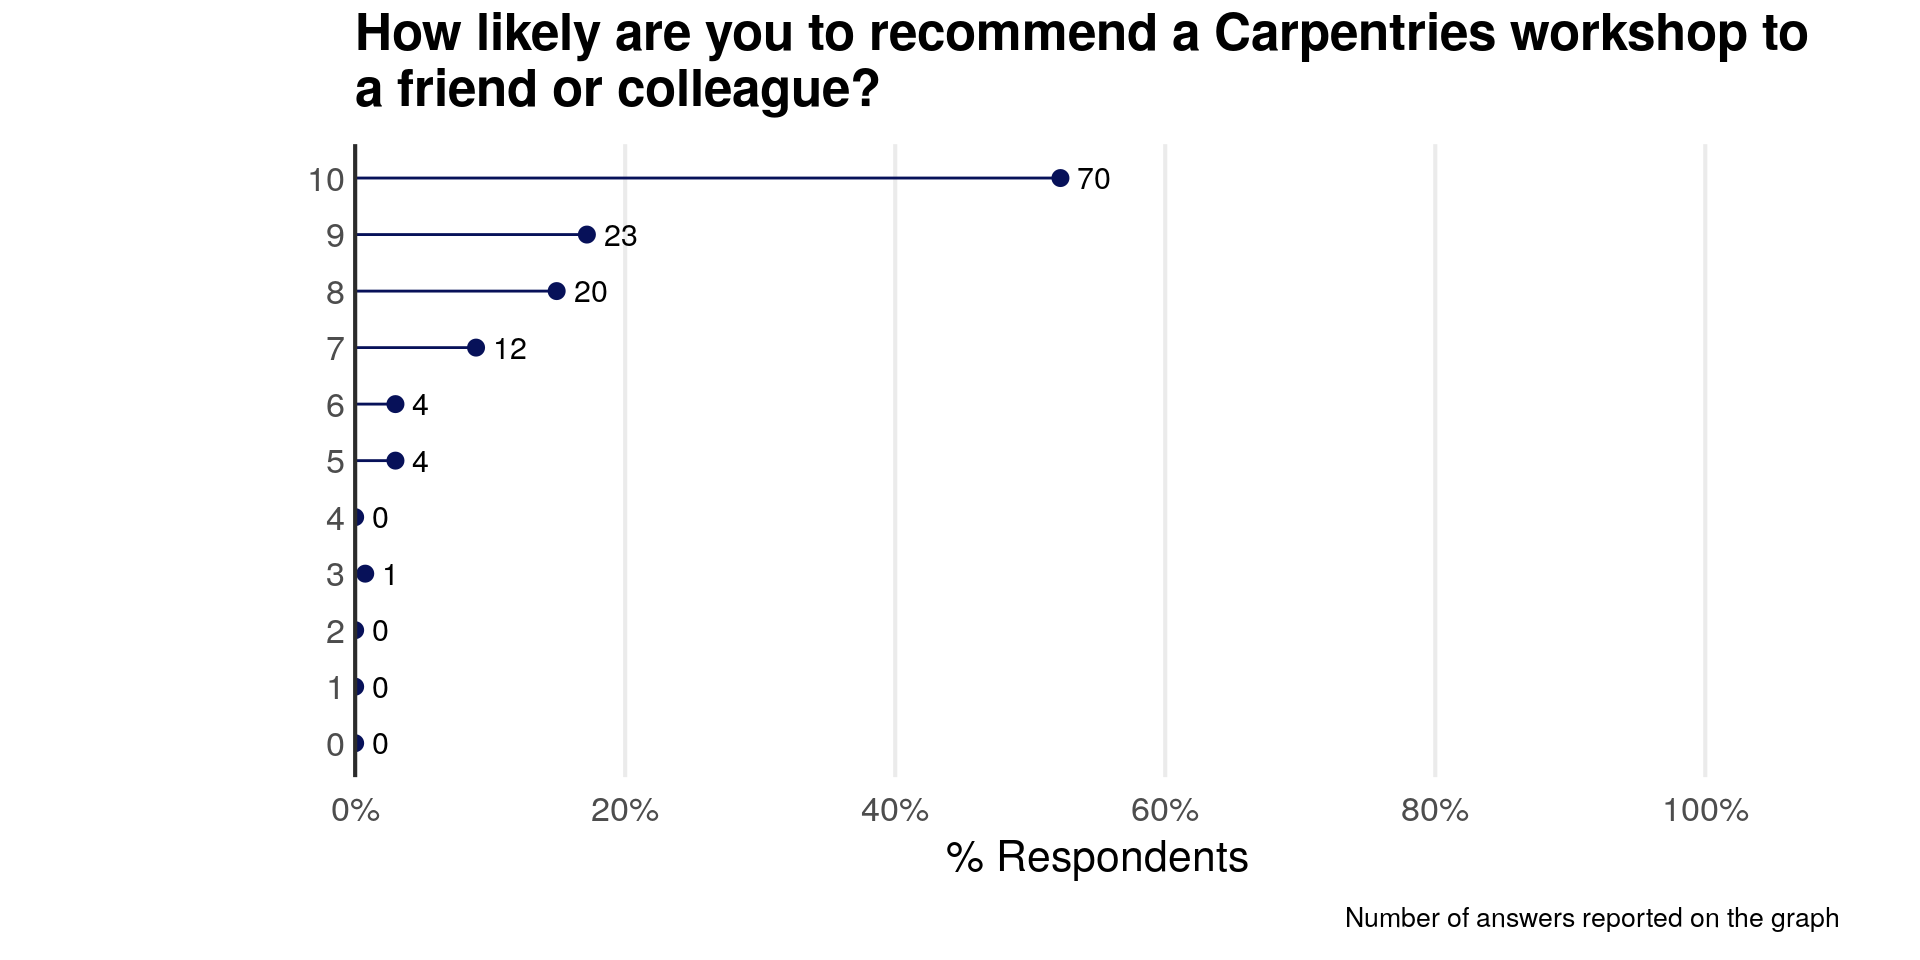 How likely are you to recommend a Carpentries workshop to
a friend or colleague?
10 70
9 23
8 20
7 12
6 4
5 4
4 0
3 1
2 0
1 0
0 0
0% 20% 40% 60% 80% 100%
% Respondents
Number of answers reported on the graph